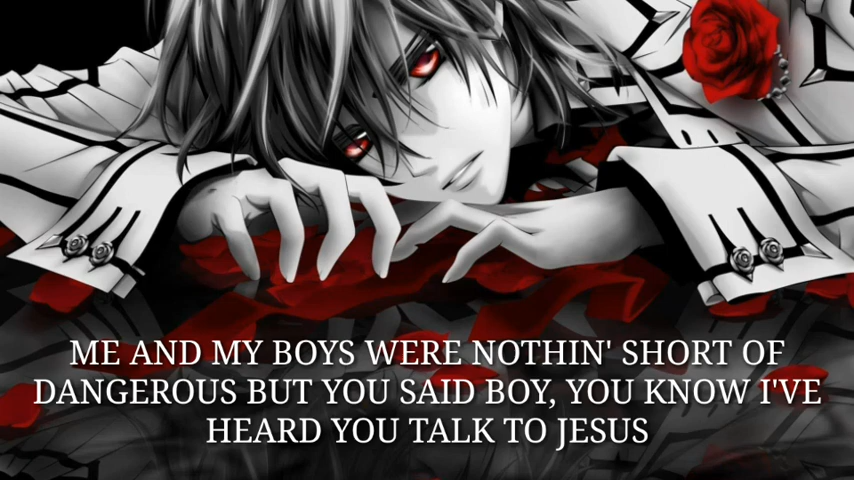 ME AND MY BOYS WERE NOTHIN' SHORT OF
DANGEROUS BUT YOU SAID BOY, YOU KNOW I'VE
HEARD YOU TALK TO JESUS